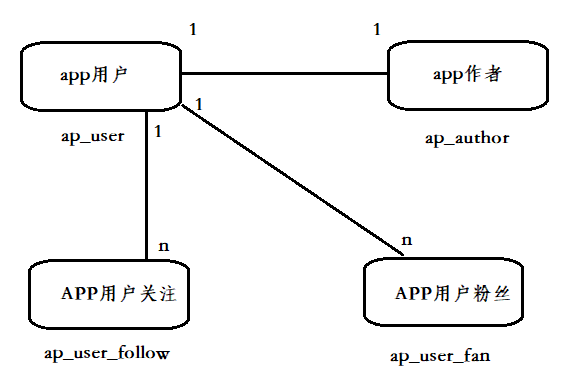 1
1
app用户
app作者
1
ap_user
1
ap_author
n
n
APP用户关注
APP用户粉丝
ap_user_follow
ap_user_fan